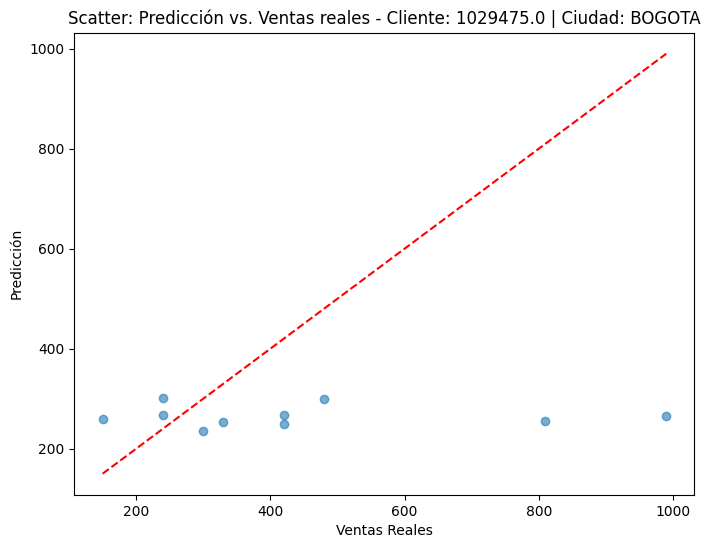 Scatter: Predicción vs. Ventas reales - Cliente: 1029475.0 | Ciudad: BOGOTA
1000
800
600
400
200
Predicción
200 400 600 800 1000
Ventas Reales